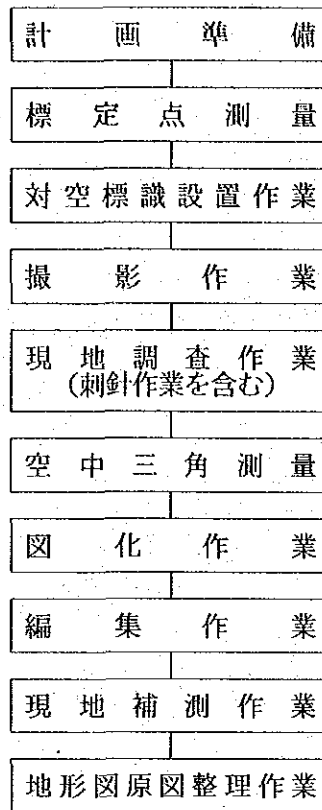 計画準備
標定点測量
対空標識設置作業
撮影作業
現地調査作業
(刺針作業を含む)
空中三角測量
図化作業
編集作業
現地補測作業
地形図原図整理作業